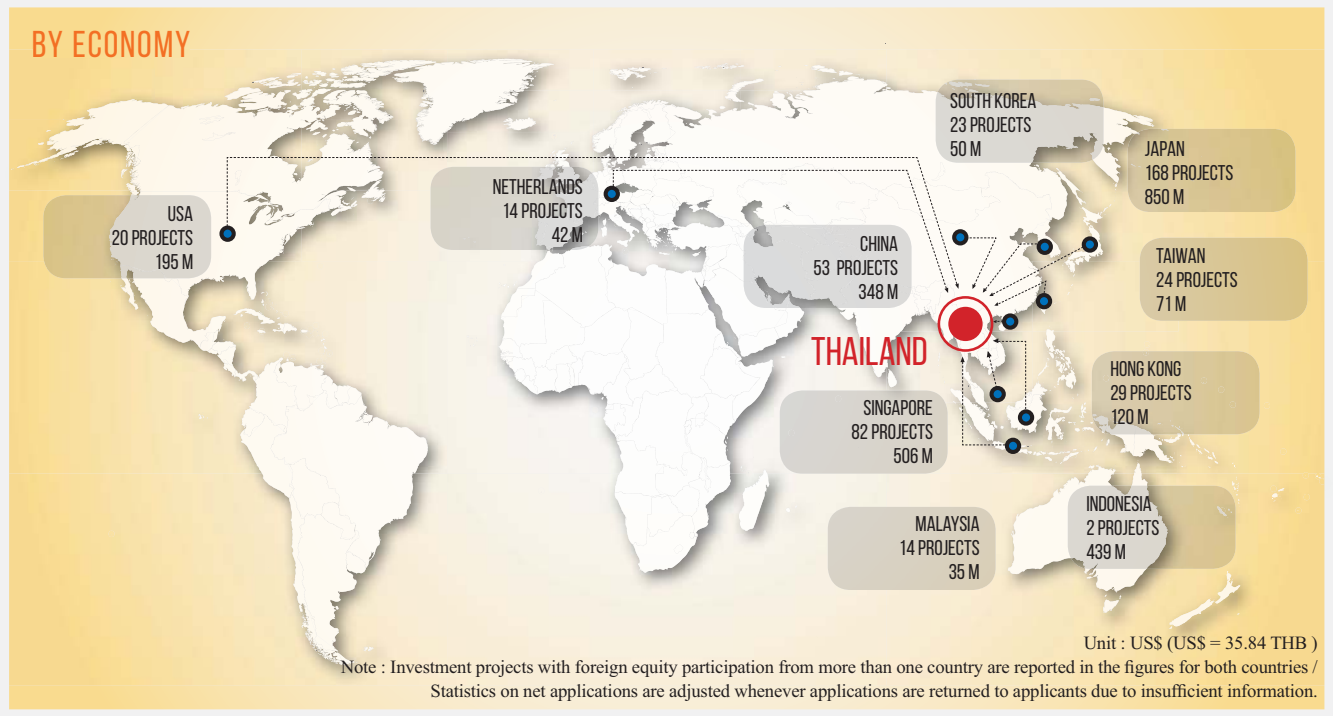 BY ECONOMY
SOUTH KOREA
23 PROJECTS
50 M
JAPAN
168 PROJECTS
850 M
NETHERLANDS
14 PROJECTS
42 M
USA
20 PROJECTS
195 M
CHINA
53 PROJECTS
348 M
TAIWAN
24 PROJECTS
71 M
THAILAND
HONG KONG
29 PROJECTS
120 M
SINGAPORE
82 PROJECTS
506 M
INDONESIA
2 PROJECTS
439 M
MALAYSIA
14 PROJECTS
35 M
Unit : US$ (US$ = 35.84 THB )
Note : Investment projects with foreign equity participation from more than one country are reported in the figures for both countries /
Statistics on net applications are adjusted whenever applications are returned to applicants due to insufficient information.